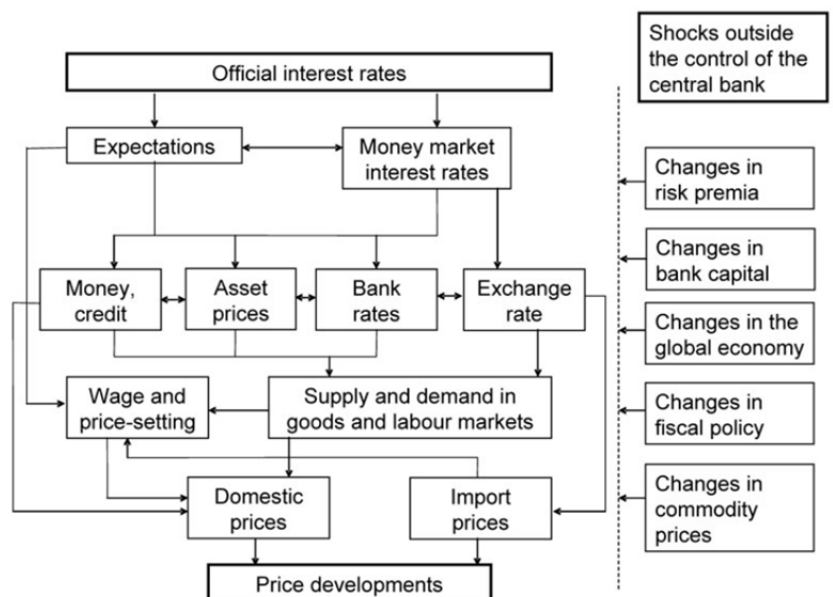 Shocks outside
the control of the
central bank
Official interest rates
Expectations
Money market
interest rates
Changes in
risk premia
Changes in
bank capital
Money,
credit
Asset
prices
Bank
rates
Exchange
rate
Changes in the
global economy
Wage and
price-setting
Supply and demand in
goods and labour markets
Changes in
fiscal policy
Domestic
prices
Import
prices
Changes in
commodity
prices
Price developments